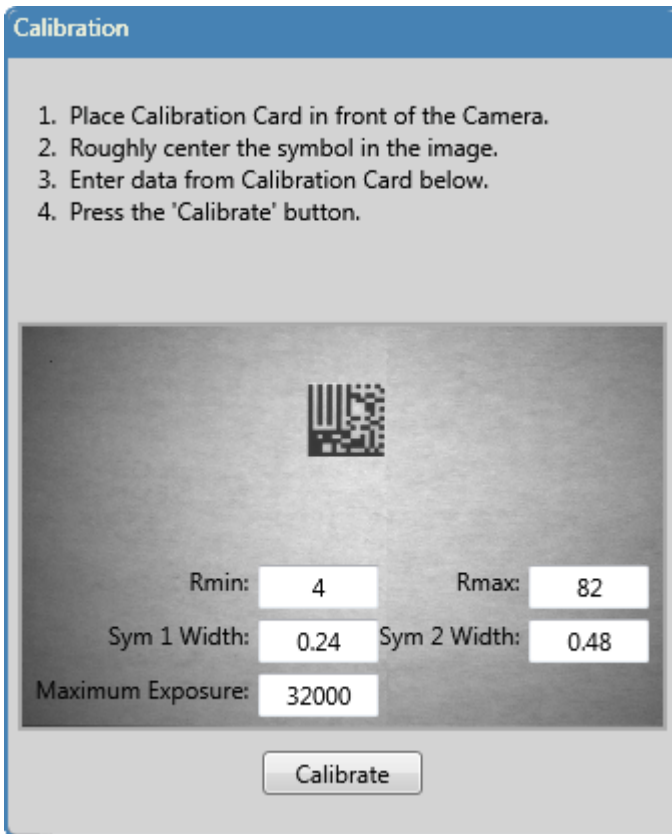 Calibration
1. Place Calibration Card in front of the Camera.
2. Roughly center the symbol in the image.
3. Enter data from Calibration Card below.
4. Press the 'Calibrate' button.
Rmin: 4 Rmax: 82
Sym 1 Width: 0.24 Sym 2 Width: 0.48
Maximum Exposure: 32000
Calibrate